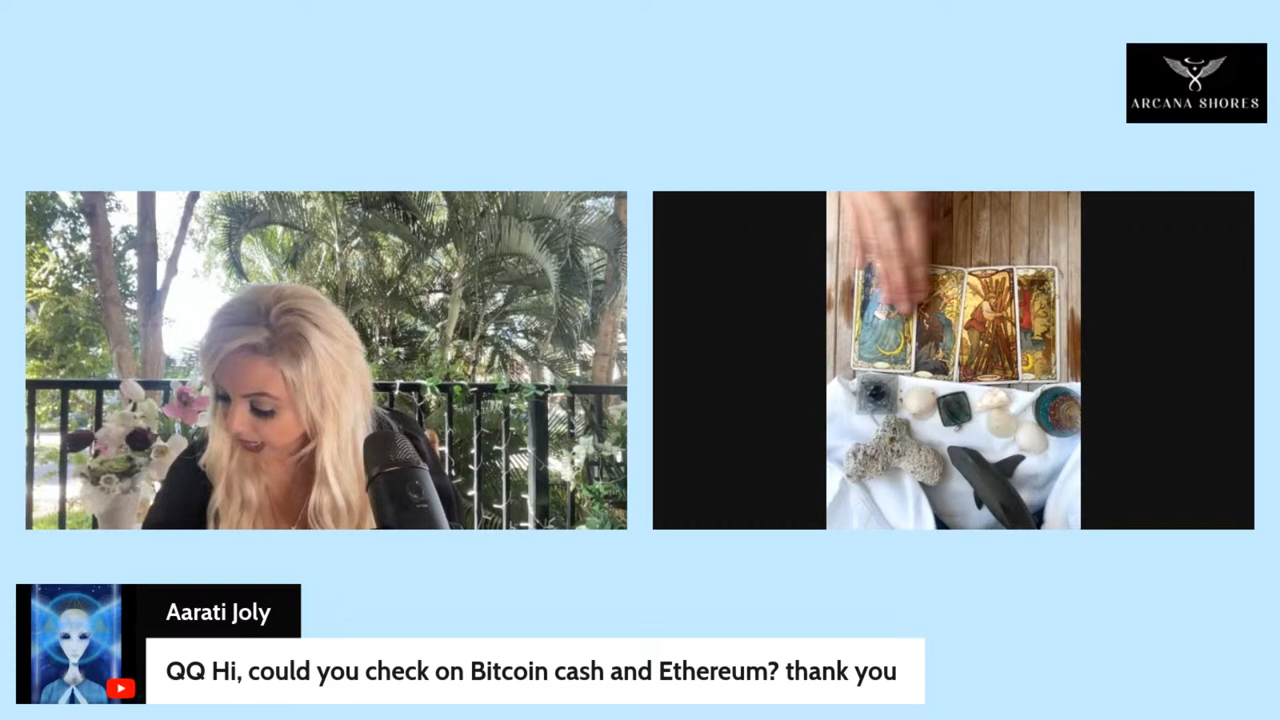 ARCANA SHORES
Aarati Joly
QQ Hi, could you check on Bitcoin cash and Ethereum? thank you